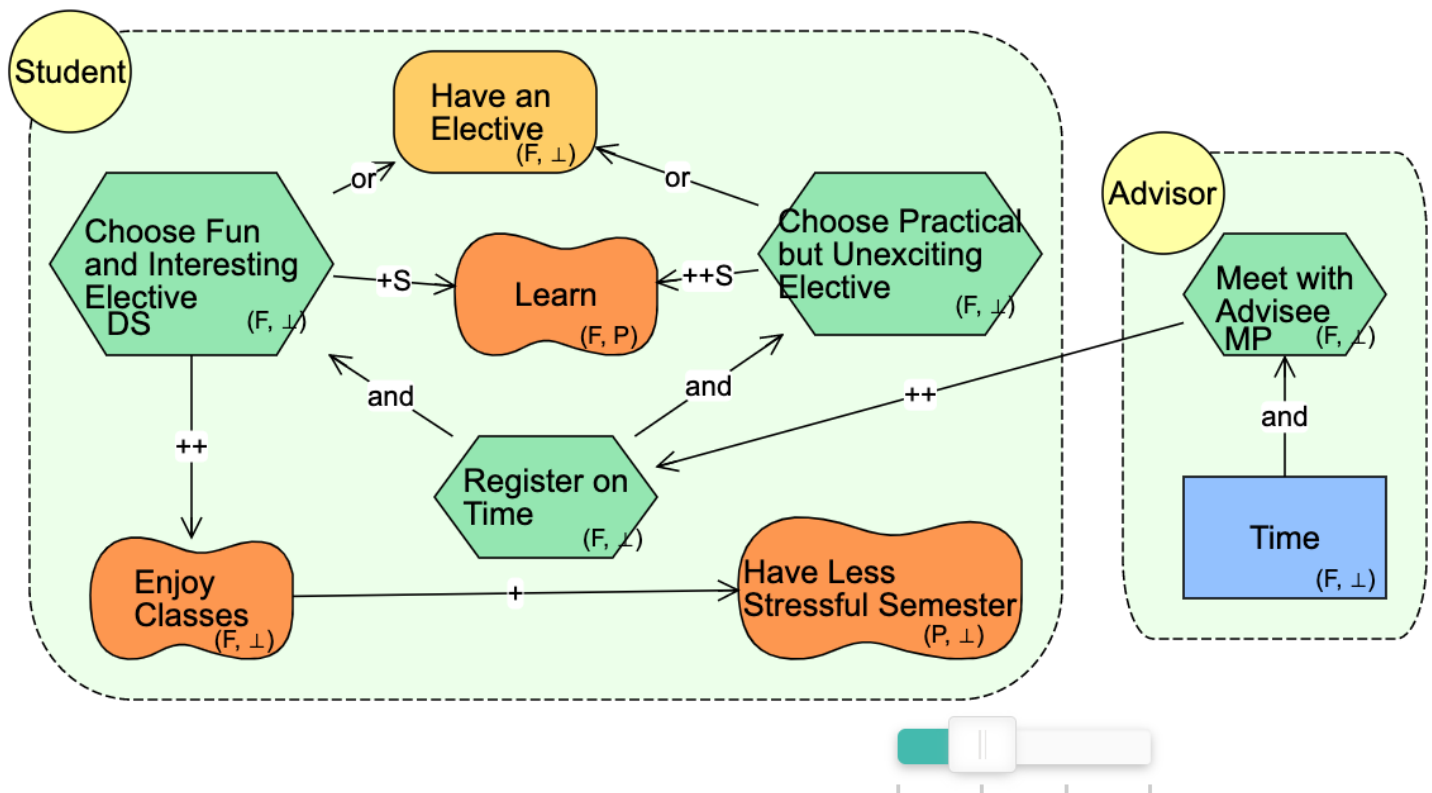 Student
Have an
Elective
(F, ⊥)
or
or
Advisor
Choose Fun
and Interesting
Elective
DS
(F, ⊥)
+S
Learn
(F, P)
++S
Choose Practical
but Unexciting
Elective
(F, ⊥)
Meet with
Advisee
MP
(F, ⊥)
and
and
++
and
++
Register on
Time
(F, ⊥)
Time
(F, ⊥)
Enjoy
Classes
(F, ⊥)
+
Have Less
Stressful Semester
(P, ⊥)